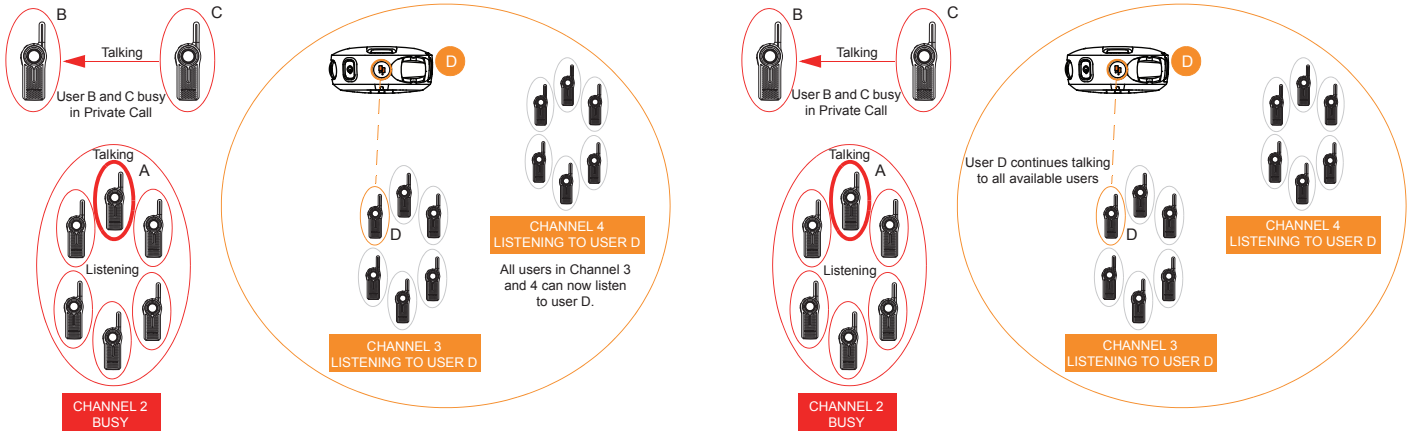 B
C
Talking
User B and C busy
in Private Call
Talking
A
Listening
CHANNEL 2
BUSY
D
D
CHANNEL 4
LISTENING TO USER D
All users in Channel 3
and 4 can now listen
to user D.
CHANNEL 3
LISTENING TO USER D
B
C
Talking
User B and C busy
in Private Call
Talking
A
Listening
CHANNEL 2
BUSY
D
User D continues talking
to all available users
D
CHANNEL 4
LISTENING TO USER D
CHANNEL 3
LISTENING TO USER D